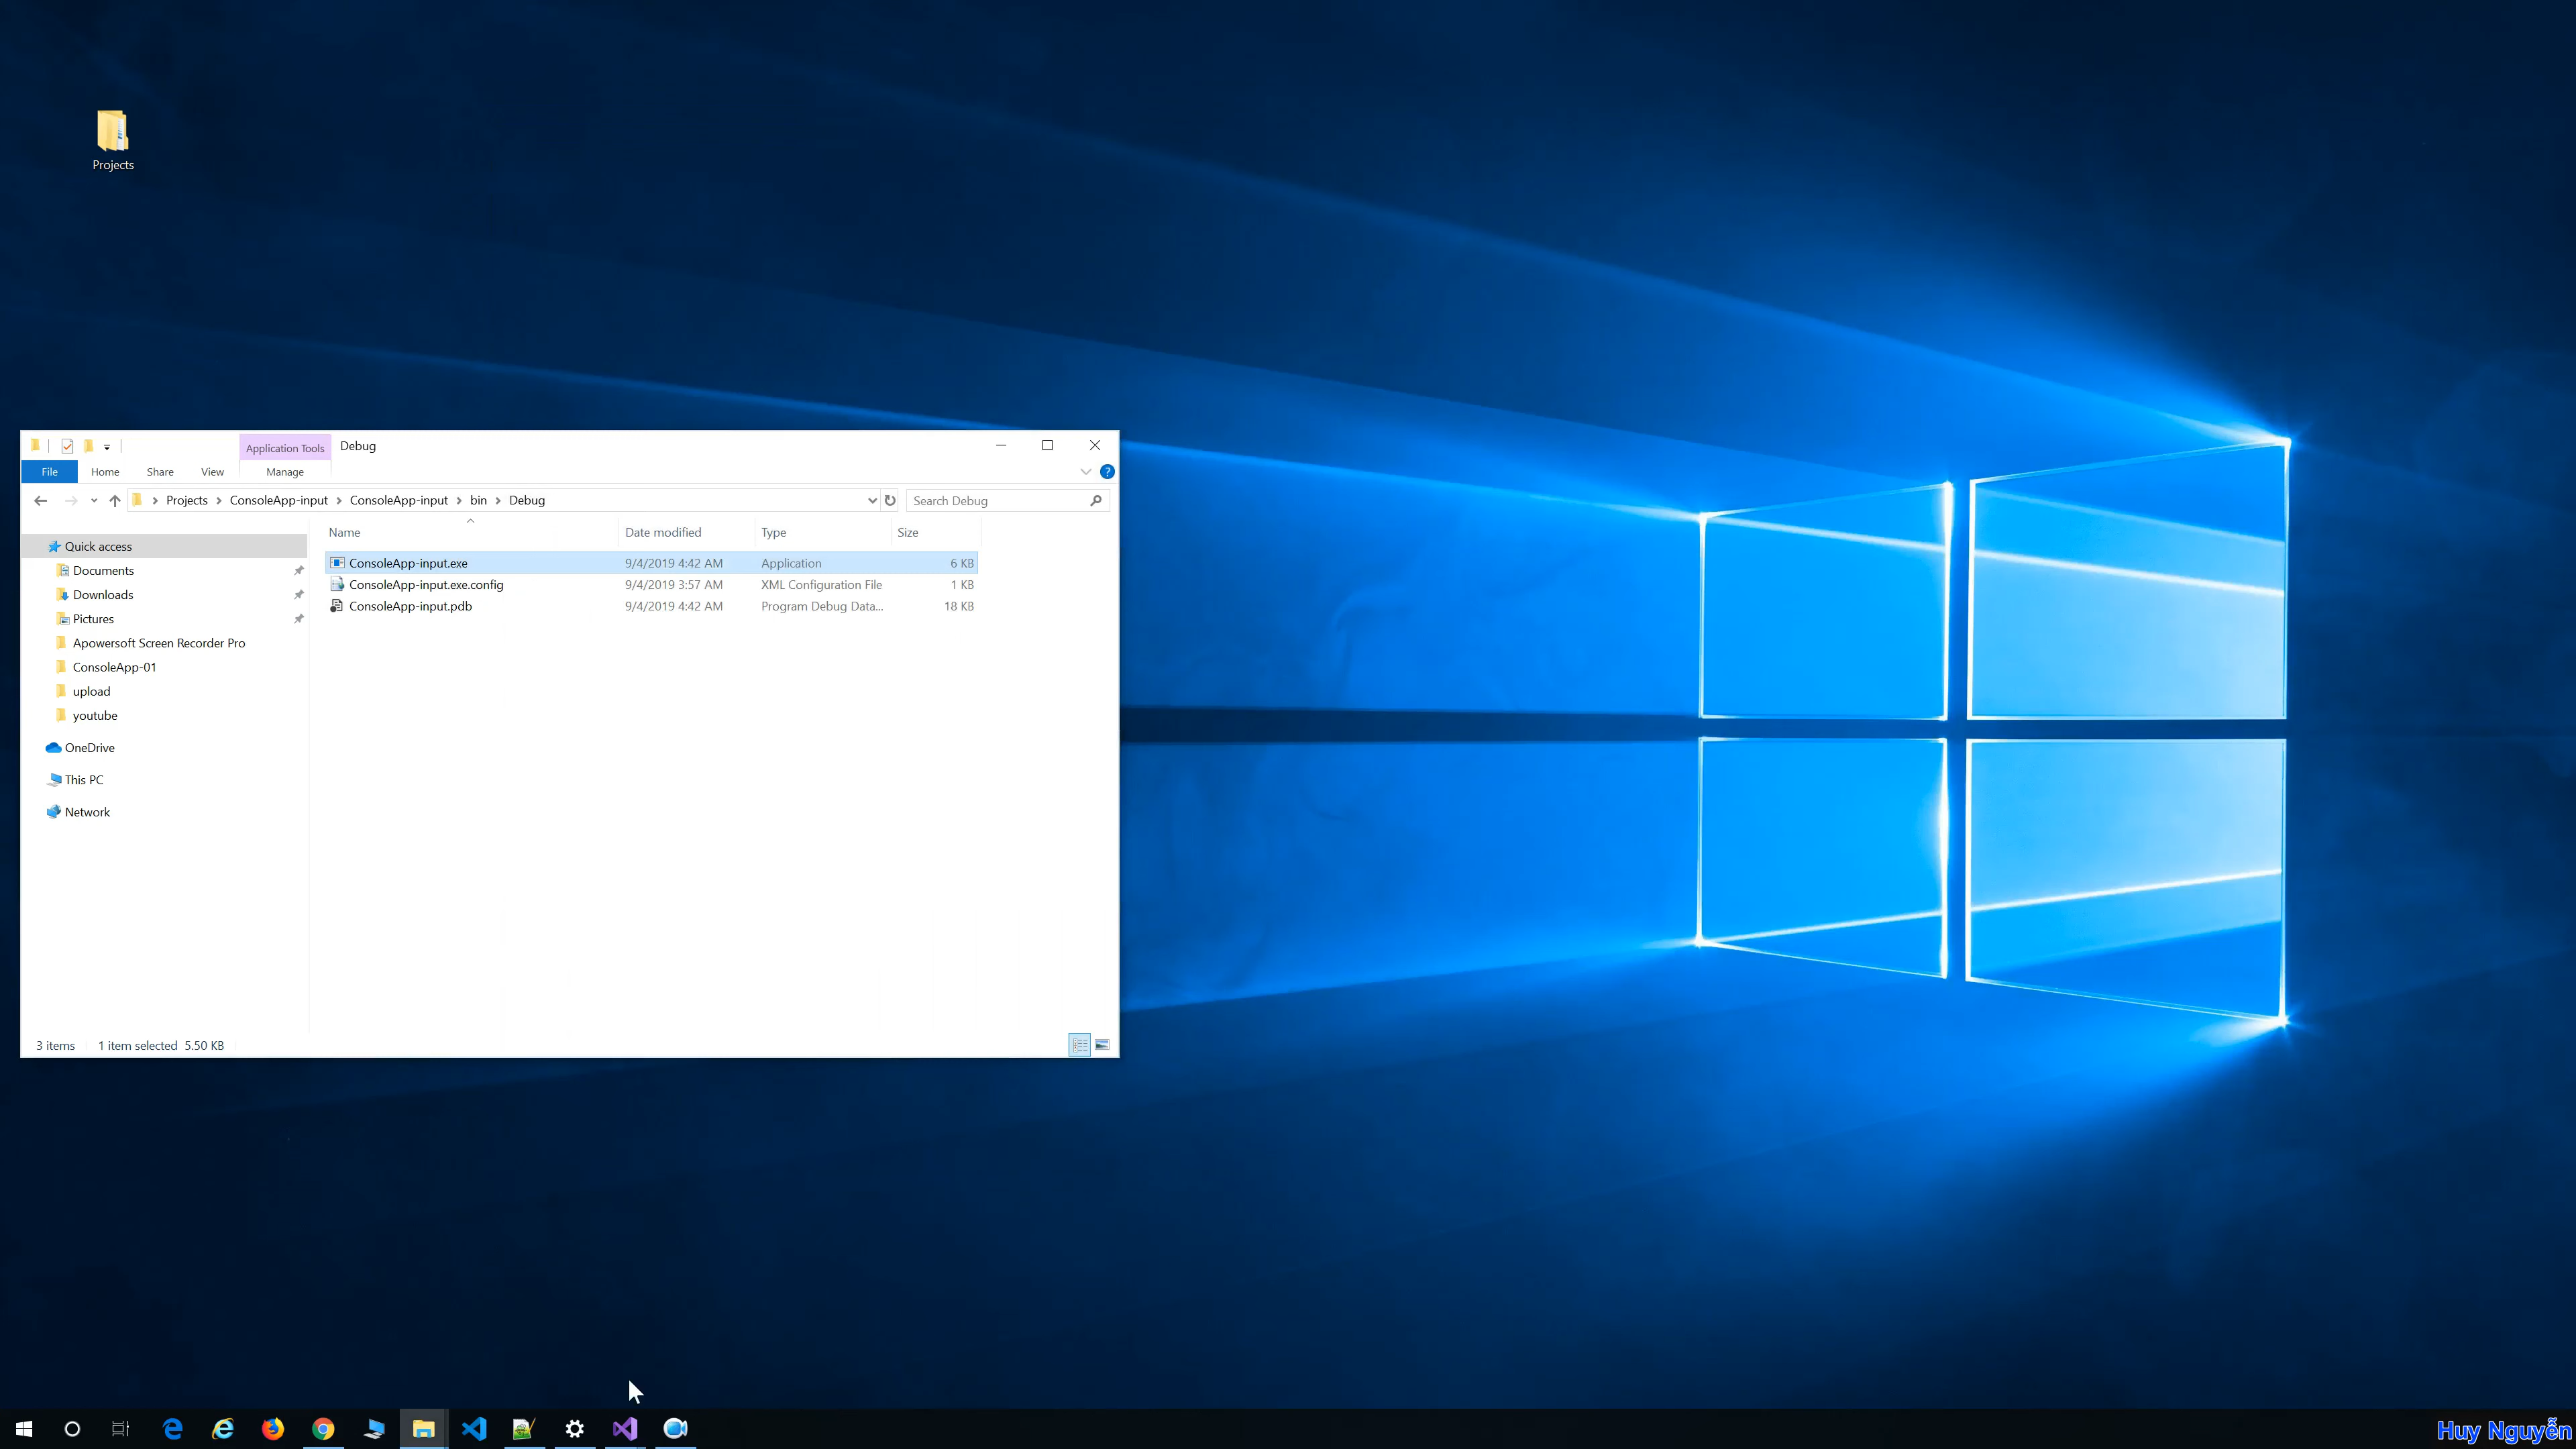 Projects
Application Tools Debug
File Home Share View Manage
Projects ConsoleApp-input ConsoleApp-input bin Debug Search Debug
Name Date modified Type Size
Quick access
Documents
Downloads
Pictures
Apowersoft Screen Recorder Pro
ConsoleApp-01
upload
youtube
OneDrive
This PC
Network
ConsoleApp-input.exe 9/4/2019 4:42 AM Application 6 KB
ConsoleApp-input.exe.config 9/4/2019 3:57 AM XML Configuration File 1 KB
ConsoleApp-input.pdb 9/4/2019 4:42 AM Program Debug Data... 18 KB
3 items 1 item selected 5.50 KB
Huy Nguyễn